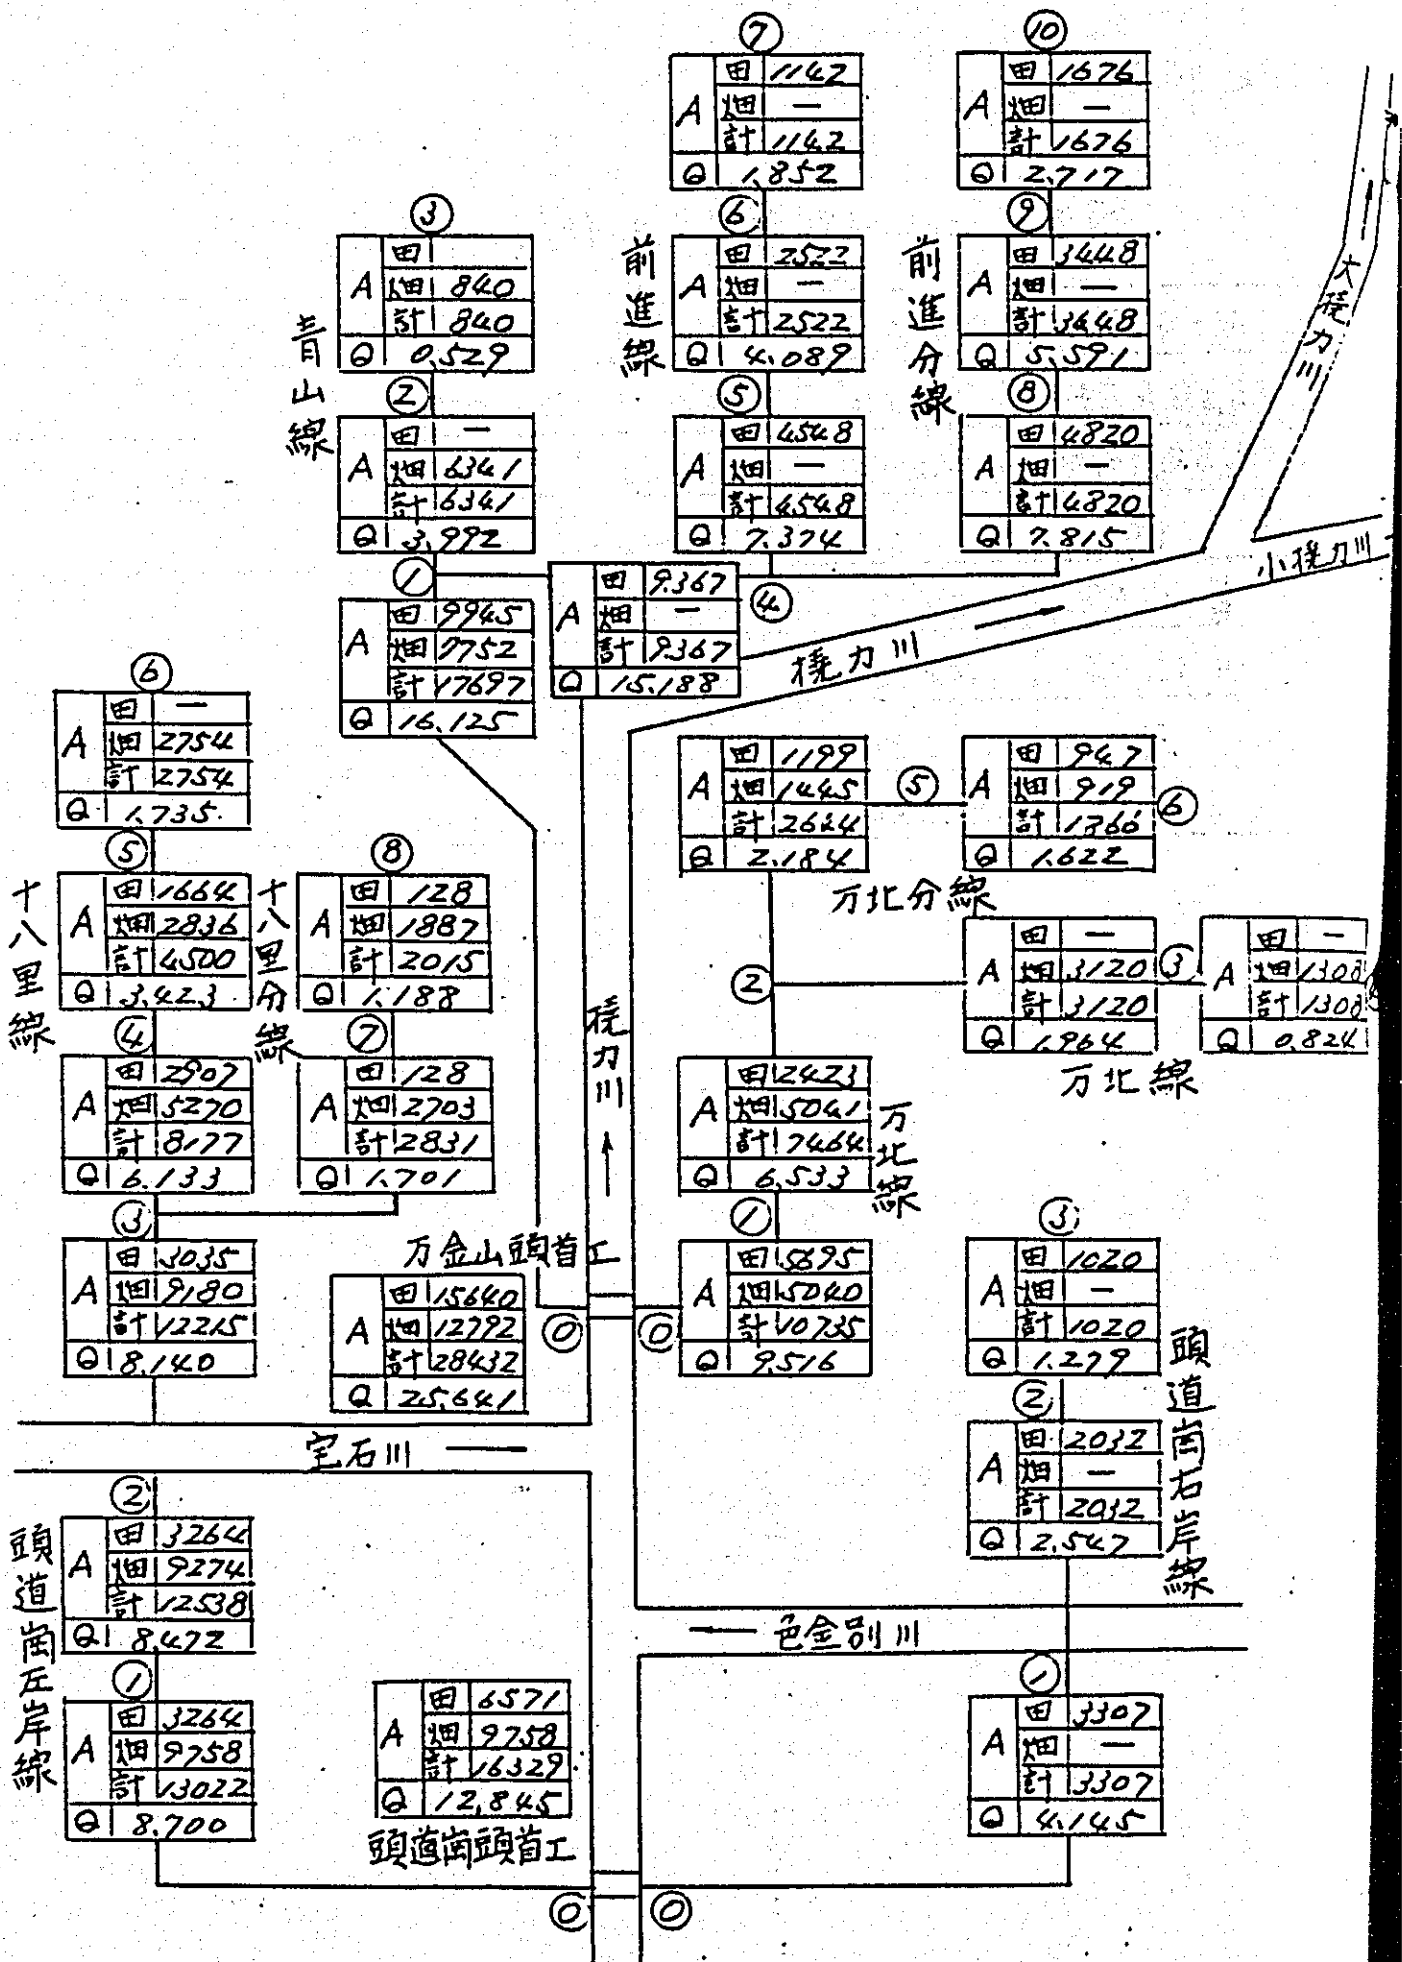 ⑦
A 田 1142
畑 —
計 1142
Q 1.852
⑩
A 田 1676
畑 —
計 1676
Q 2.717
③
A 田
畑 840
計 840
Q 0.529
⑥
A 田 2522
畑 —
計 2522
Q 4.089
⑨
A 田 3448
畑 —
計 3448
Q 5.591
青山線
前進線
前進分線
大撓力川
②
A 田 —
畑 6341
計 6341
Q 3.992
⑤
A 田 4548
畑 —
計 4548
Q 7.374
⑧
A 田 4820
畑 —
計 4820
Q 7.815
小撓力川
①
A 田 9945
畑 7752
計 17697
Q 16.125
A 田 9367
畑 —
計 9367
Q 15.188
④
撓力川
⑥
A 田 —
畑 2754
計 2754
Q 1.735
A 田 1199
畑 1445
計 2644
Q 2.184
⑤
A 田 947
畑 919
計 1366
Q 1.622
⑥
万北分線
⑤
A 田 1664
畑 2836
計 4500
Q 3.423
十八里線
⑧
A 田 128
畑 1887
計 2015
Q 1.188
十八里分線
②
A 田 —
畑 3120
計 3120
Q 1.964
③
A 田 —
畑 1308
計 1308
Q 0.824
万北線
撓力川
④
A 田 2907
畑 5270
計 8177
Q 6.133
⑦
A 田 128
畑 2703
計 2831
Q 1.701
A 田 2423
畑 5041
計 7464
Q 6.533
万北線
③
A 田 3035
畑 9180
計 12215
Q 8.140
万金山頭首工
A 田 15640
畑 12792
計 28432
Q 25.641
⓪
⓪
①
A 田 5695
畑 5040
計 10735
Q 9.516
③
A 田 1020
畑 —
計 1020
Q 1.279
頭道崗右岸線
宝石川
②
A 田 2032
畑 —
計 2032
Q 2.547
②
A 田 3264
畑 9274
計 12538
Q 8.472
頭道崗左岸線
色金別川
①
A 田 3264
畑 9758
計 13022
Q 8.700
A 田 6571
畑 9758
計 16329
Q 12,845
頭道崗頭首工
①
A 田 3307
畑 —
計 3307
Q 4.145
⓪
⓪